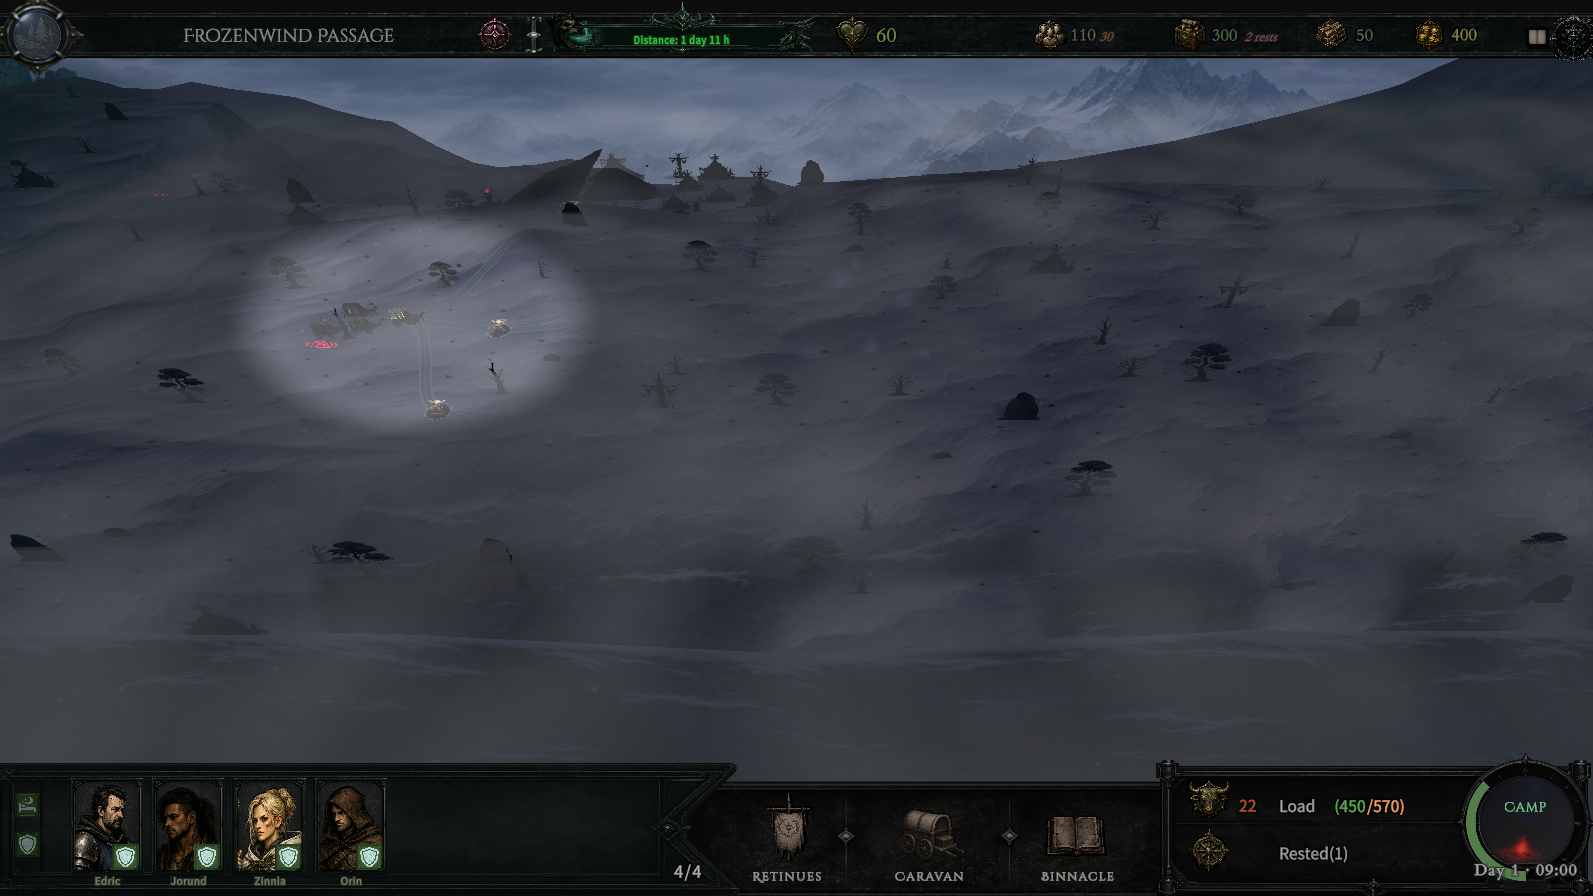 Frozenwind Passage
Distance: 1 day 11 h
60
110 30
300 2 rests
50
400
Edric
Jorund
Zinnia
Orin
4/4
Retinues
Caravan
Binnacle
22 Load (450/570)
Rested(1)
Camp
Day 1 · 09:00